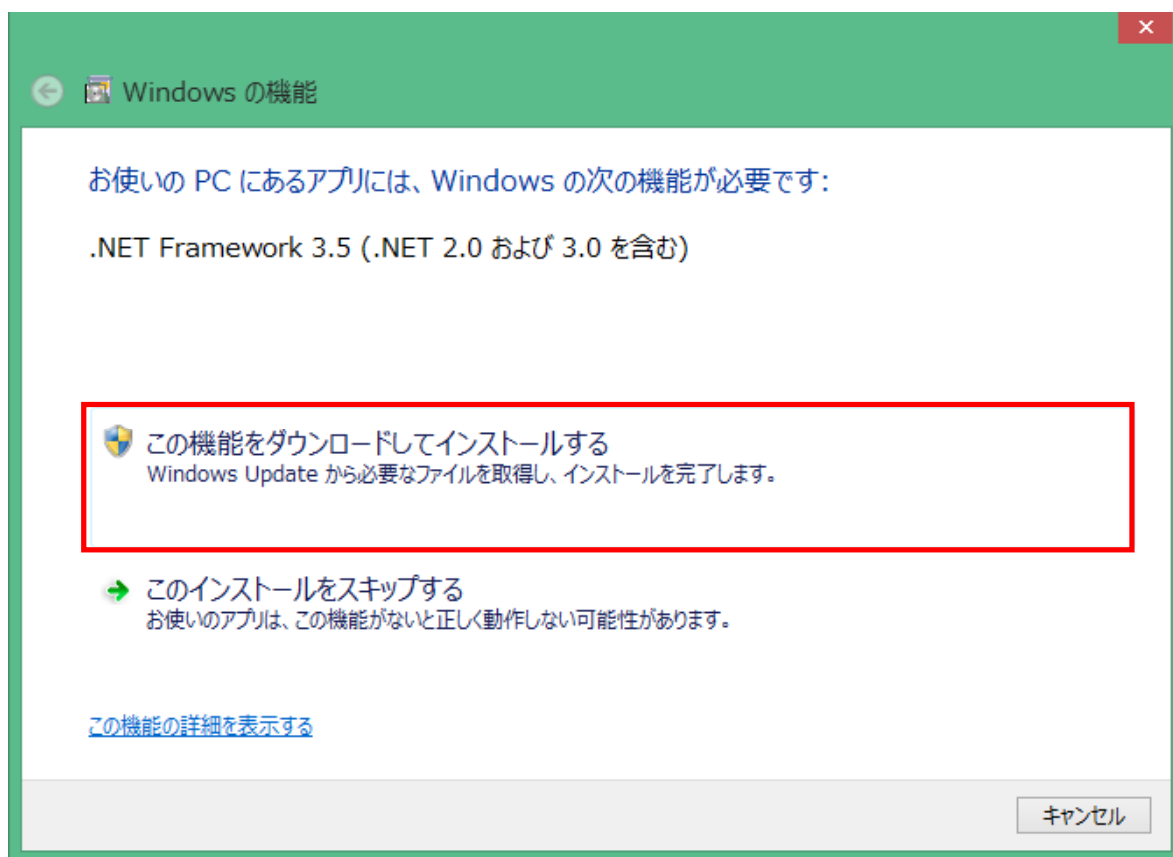 Windows の機能
お使いの PC にあるアプリには、Windows の次の機能が必要です:
.NET Framework 3.5 (.NET 2.0 および 3.0 を含む)
この機能をダウンロードしてインストールする
Windows Update から必要なファイルを取得し、インストールを完了します。
このインストールをスキップする
お使いのアプリは、この機能がないと正しく動作しない可能性があります。
この機能の詳細を表示する
キャンセル